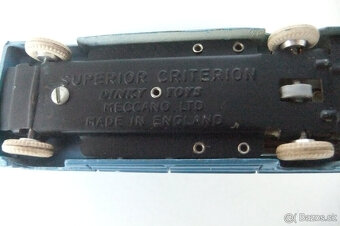 SUPERIOR CRITERION
DINKY TOYS
MECCANO LTD
MADE IN ENGLAND
Bazos.sk